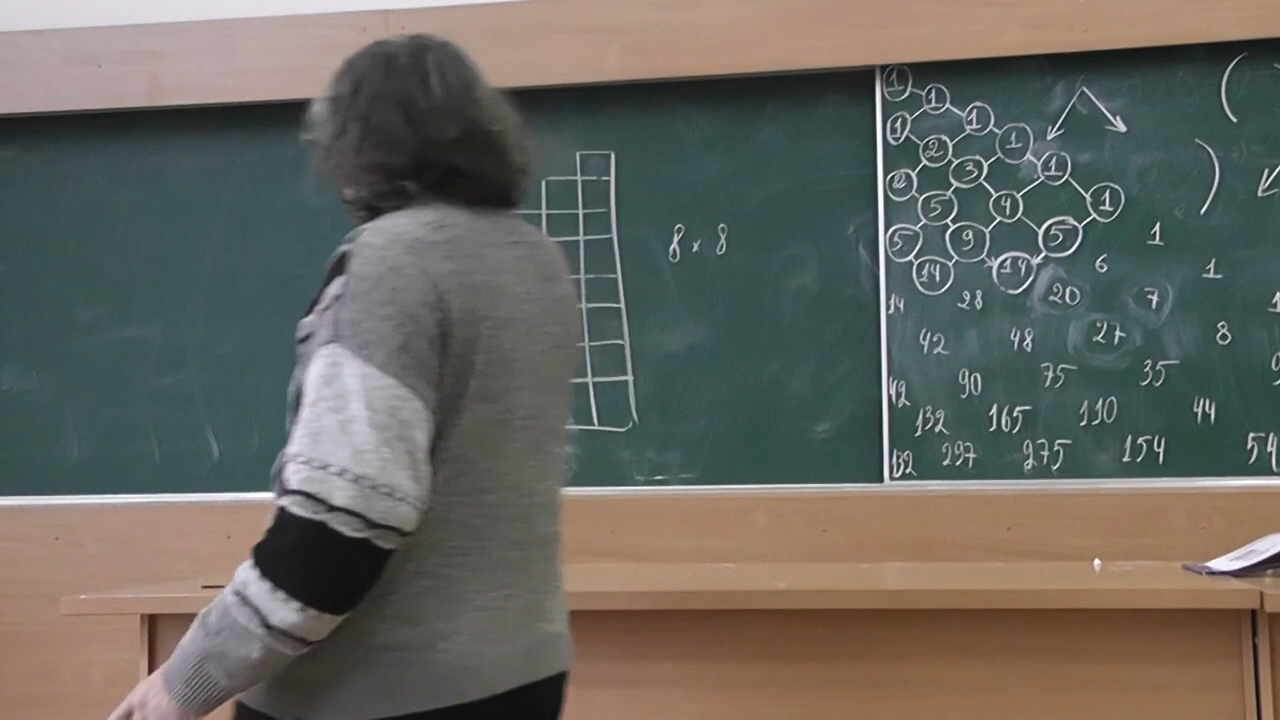 8 × 8
1
1
1 1
2 1
2 3 1
5 4 1
5 9 5 1
14 14 6 1
14 28 20 7
42 48 27 8
42 90 75 35
132 165 110 44
132 297 275 154 54